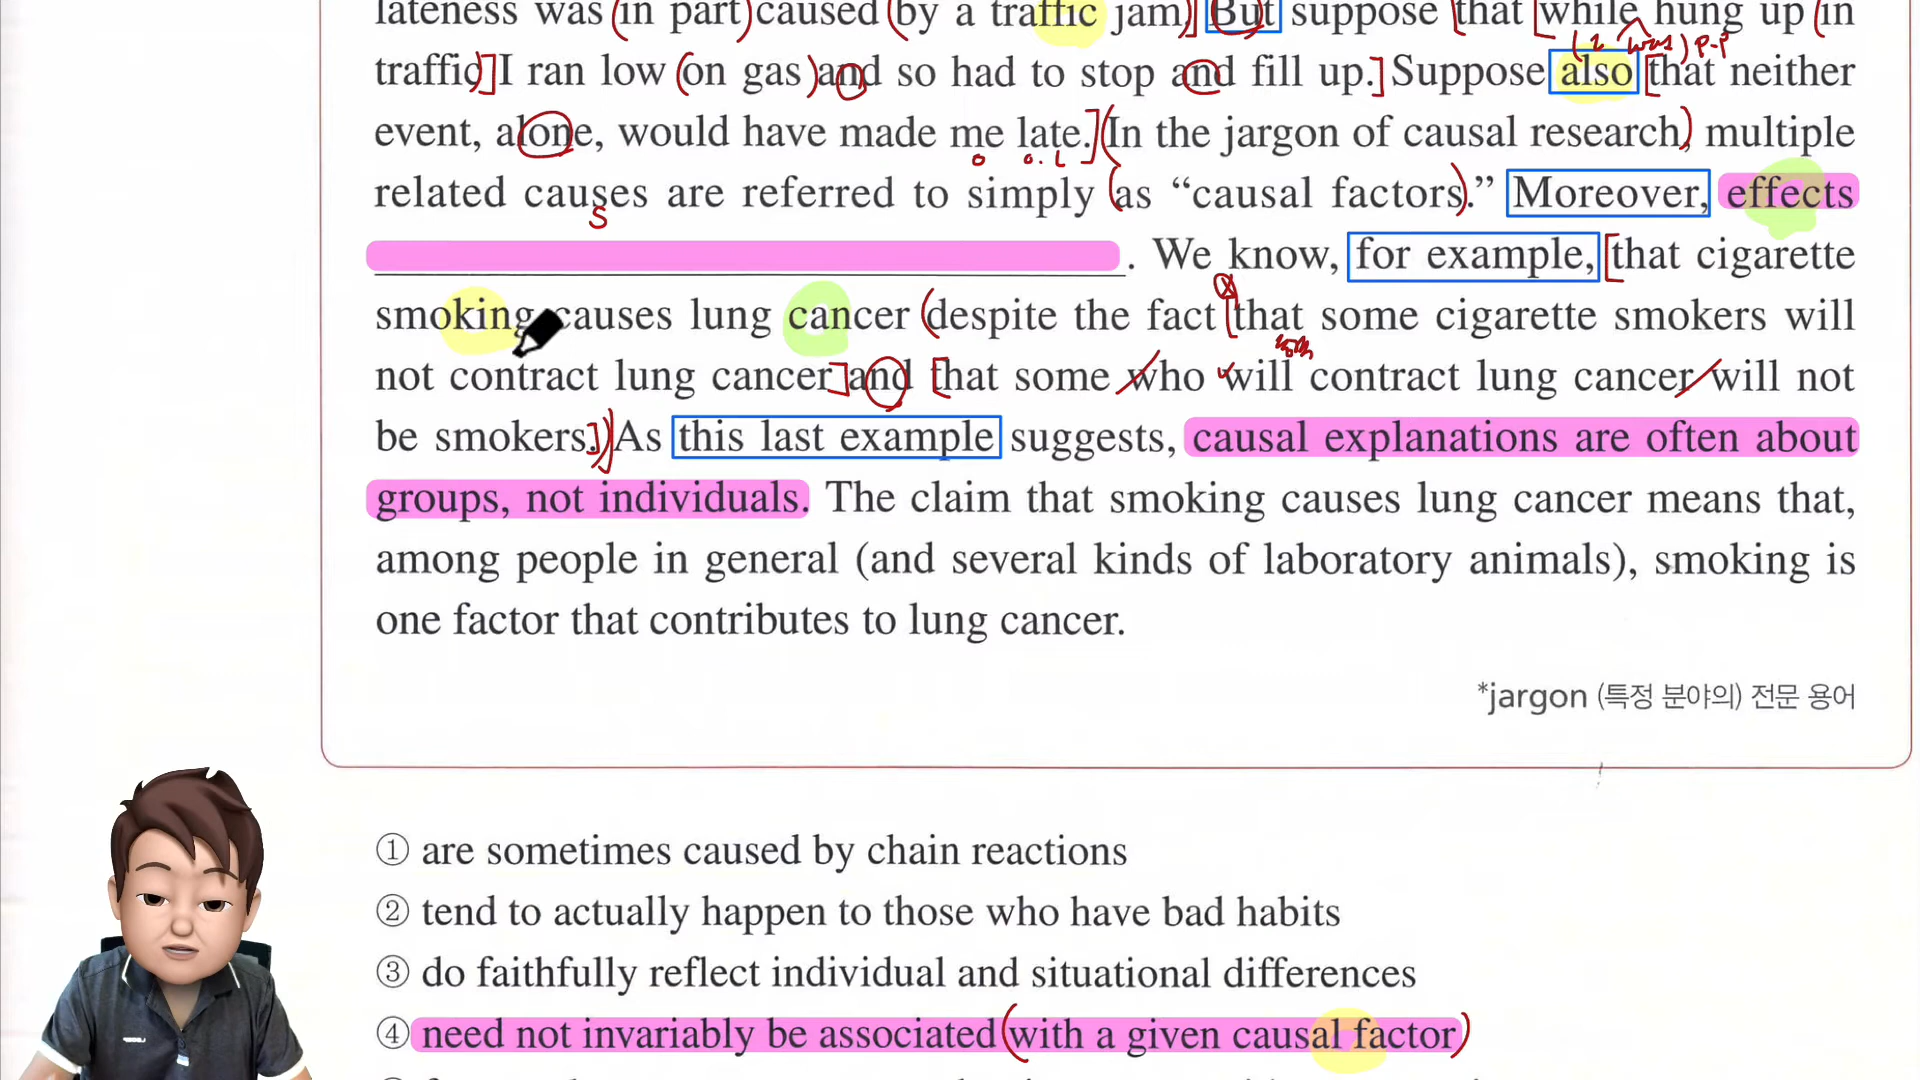 lateness was in part caused by a traffic jam. But suppose that while hung up in
(I was) p.p
traffic I ran low on gas and so had to stop and fill up. Suppose also that neither
event, alone, would have made me late. In the jargon of causal research, multiple
o o.c
related causes are referred to simply as “causal factors.” Moreover, effects
s
. We know, for example, that cigarette
smoking causes lung cancer despite the fact that some cigarette smokers will
not contract lung cancer and that some who will contract lung cancer will not
be smokers. As this last example suggests, causal explanations are often about
groups, not individuals. The claim that smoking causes lung cancer means that,
among people in general (and several kinds of laboratory animals), smoking is
one factor that contributes to lung cancer.
*jargon (특정 분야의) 전문 용어
① are sometimes caused by chain reactions
② tend to actually happen to those who have bad habits
③ do faithfully reflect individual and situational differences
④ need not invariably be associated (with a given causal factor)